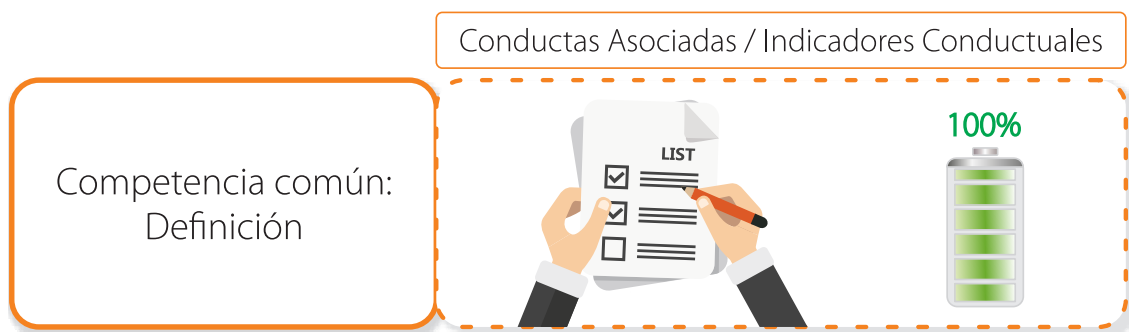 Conductas Asociadas / Indicadores Conductuales
Competencia común:
Definición
LIST
100%